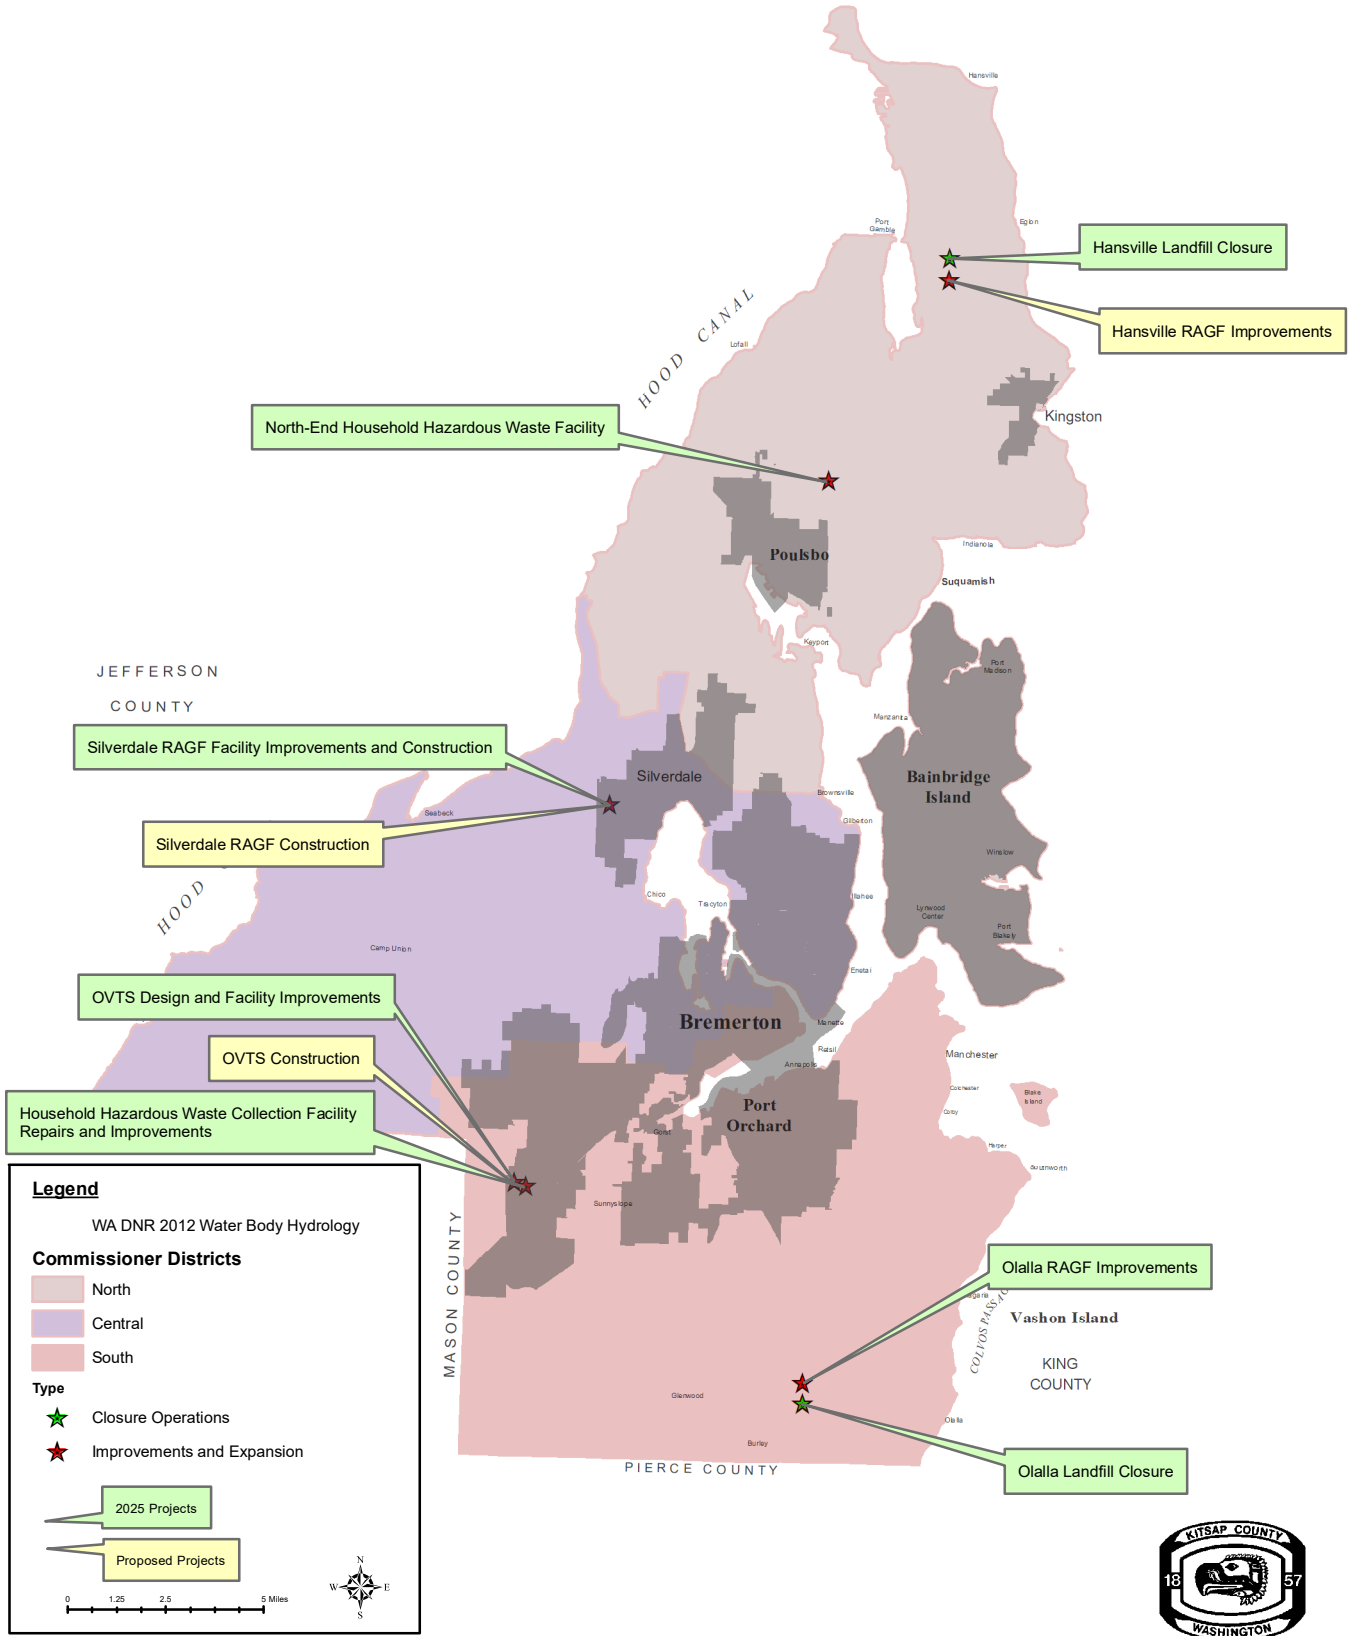 Hansville
Eglon
Port
Gamble
Hansville Landfill Closure
Hansville RAGF Improvements
HOOD CANAL
Lofall
Kingston
North-End Household Hazardous Waste Facility
Poulsbo
Indianola
Suquamish
Keyport
Port
Madison
JEFFERSON
COUNTY
Manzanita
Silverdale RAGF Facility Improvements and Construction
Silverdale
Bainbridge
Island
Brownsville
Gilberton
Seabeck
Silverdale RAGF Construction
Winslow
HOOD
Chico
Tracyton
Illahee
Lynwood
Center
Port
Blakely
Camp Union
Enetai
OVTS Design and Facility Improvements
Bremerton
Manette
Retsil
Annapolis
Manchester
OVTS Construction
Colchester
Blake
Island
Household Hazardous Waste Collection Facility
Repairs and Improvements
Port
Orchard
Colby
Gorst
Harper
Southworth
Sunnyslope
MASON COUNTY
Olalla RAGF Improvements
COLVOS PASSAG
Vashon Island
KING
COUNTY
Glenwood
Olalla
Burley
PIERCE COUNTY
Olalla Landfill Closure
Legend
WA DNR 2012 Water Body Hydrology
Commissioner Districts
North
Central
South
Type
Closure Operations
Improvements and Expansion
2025 Projects
Proposed Projects
0 1.25 2.5 5 Miles
N
W E
S
KITSAP COUNTY
18 57
WASHINGTON